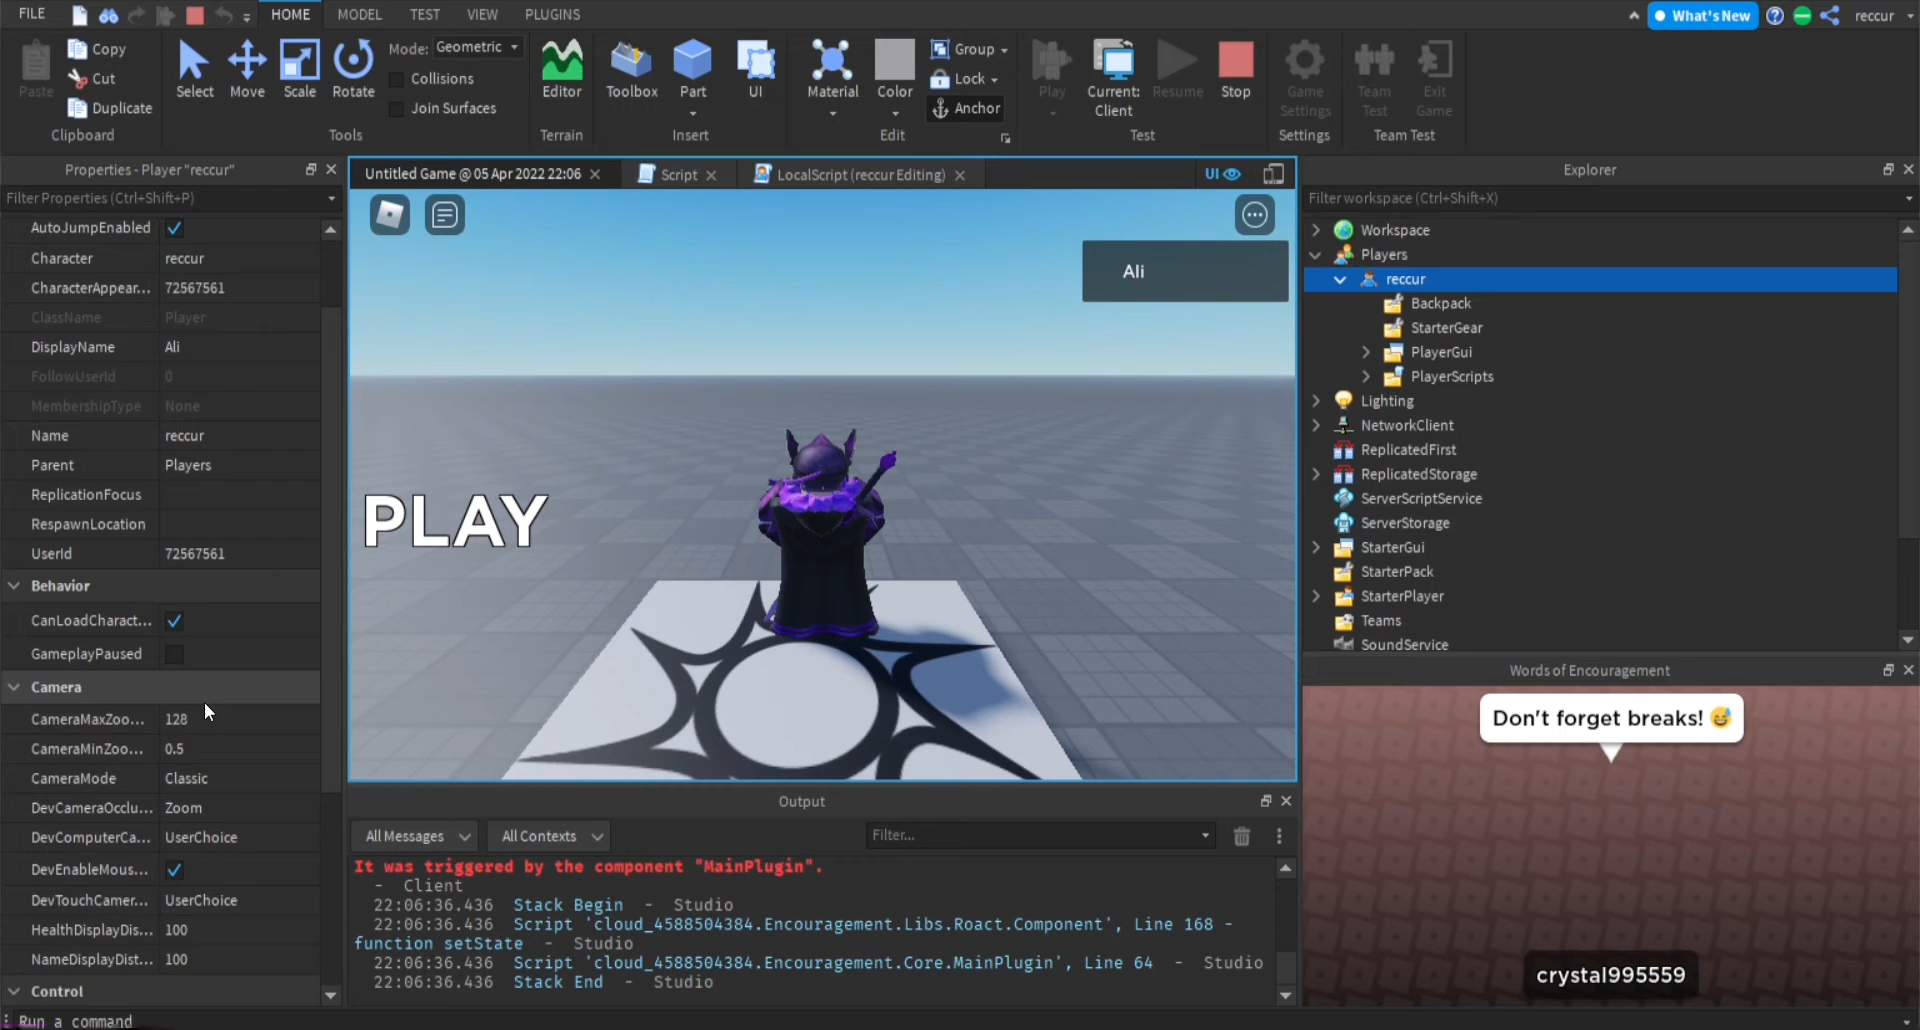 FILE
HOME
MODEL
TEST
VIEW
PLUGINS
What's New
reccur
Paste
Copy
Cut
Duplicate
Clipboard
Select
Move
Scale
Rotate
Mode: Geometric
Collisions
Join Surfaces
Tools
Editor
Terrain
Toolbox
Part
UI
Insert
Material
Color
Group
Lock
Anchor
Edit
Play
Current:
Client
Resume
Stop
Test
Game
Settings
Settings
Team
Test
Exit
Game
Team Test
Properties - Player "reccur"
Filter Properties (Ctrl+Shift+P)
AutoJumpEnabled
Character reccur
CharacterAppear... 72567561
ClassName Player
DisplayName Ali
FollowUserId 0
MembershipType None
Name reccur
Parent Players
ReplicationFocus
RespawnLocation
UserId 72567561
Behavior
CanLoadCharact...
GameplayPaused
Camera
CameraMaxZoo... 128
CameraMinZoo... 0.5
CameraMode Classic
DevCameraOcclu... Zoom
DevComputerCa... UserChoice
DevEnableMous...
DevTouchCamer... UserChoice
HealthDisplayDis... 100
NameDisplayDist... 100
Control
Run a command
Untitled Game @ 05 Apr 2022 22:06
Script
LocalScript (reccur Editing)
UI
Ali
PLAY
Output
All Messages
All Contexts
Filter...
It was triggered by the component "MainPlugin".
- Client
22:06:36.436 Stack Begin - Studio
22:06:36.436 Script 'cloud_4588504384.Encouragement.Libs.Roact.Component', Line 168 -
function setState - Studio
22:06:36.436 Script 'cloud_4588504384.Encouragement.Core.MainPlugin', Line 64 - Studio
22:06:36.436 Stack End - Studio
Explorer
Filter workspace (Ctrl+Shift+X)
Workspace
Players
reccur
Backpack
StarterGear
PlayerGui
PlayerScripts
Lighting
NetworkClient
ReplicatedFirst
ReplicatedStorage
ServerScriptService
ServerStorage
StarterGui
StarterPack
StarterPlayer
Teams
SoundService
Words of Encouragement
Don't forget breaks! 😅
crystal995559